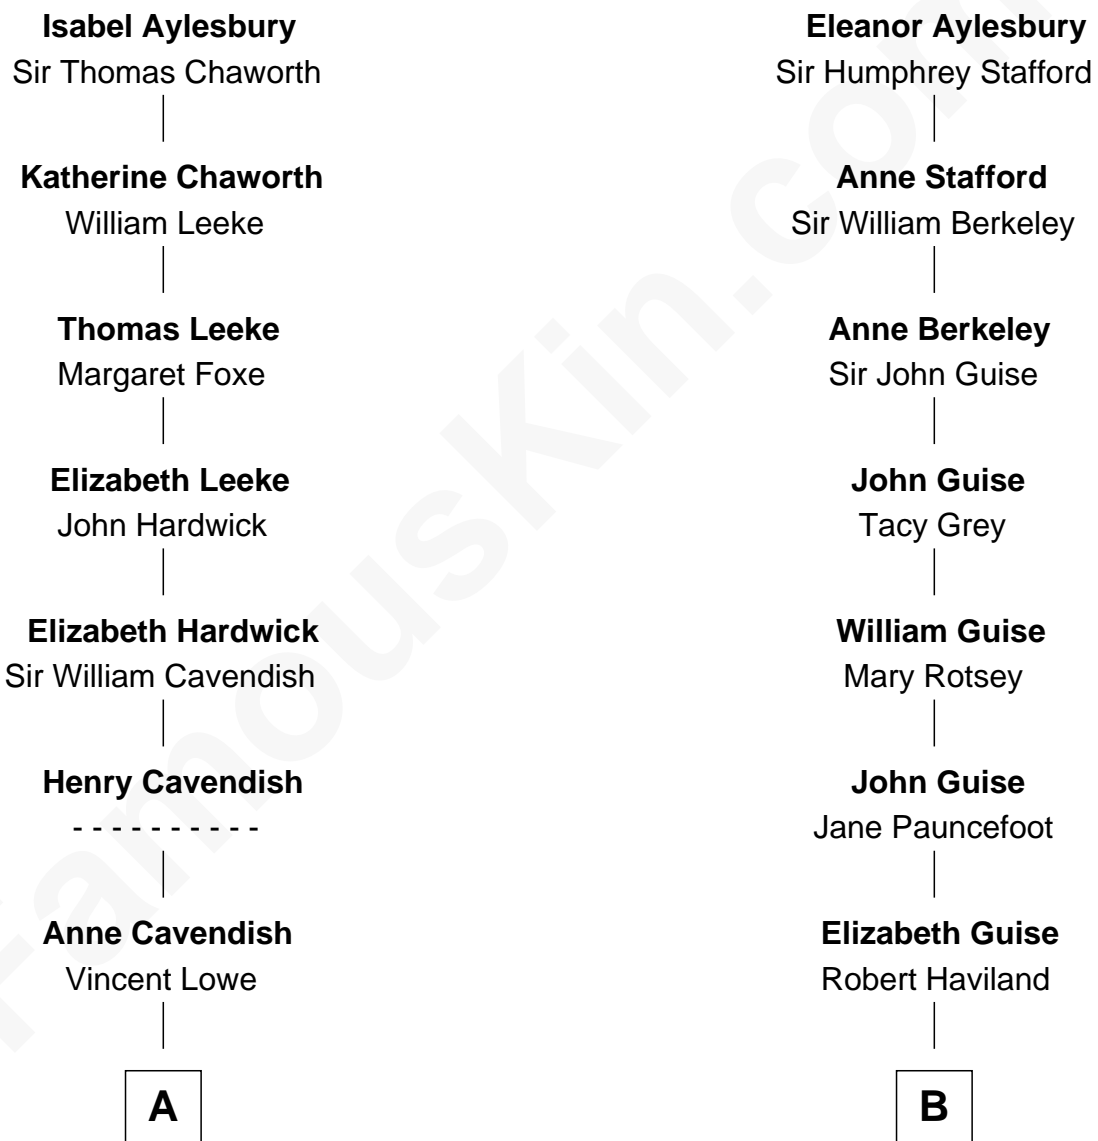 Isabel Aylesbury
Sir Thomas Chaworth
Katherine Chaworth
William Leeke
Thomas Leeke
Margaret Foxe
Elizabeth Leeke
John Hardwick
Elizabeth Hardwick
Sir William Cavendish
Henry Cavendish
- - - - - - - - - -
Anne Cavendish
Vincent Lowe
A
Eleanor Aylesbury
Sir Humphrey Stafford
Anne Stafford
Sir William Berkeley
Anne Berkeley
Sir John Guise
John Guise
Tacy Grey
William Guise
Mary Rotsey
John Guise
Jane Pauncefoot
Elizabeth Guise
Robert Haviland
B
FamousKin.com